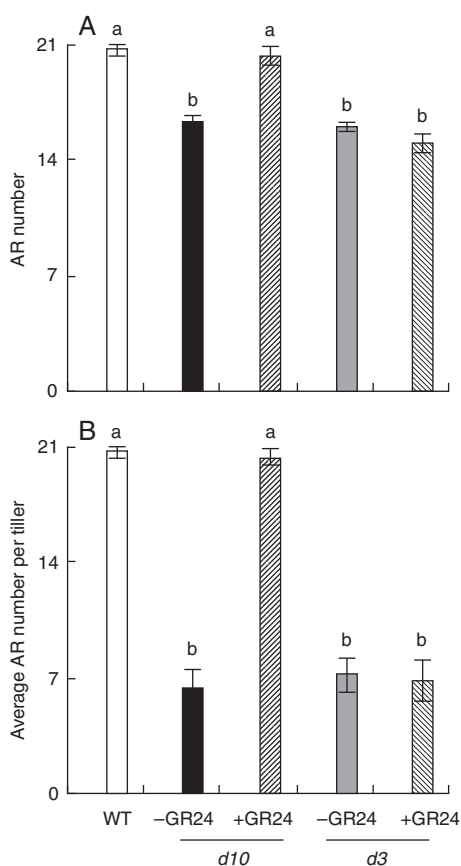 A
AR number
21
14
7
0
a
b
a
b
b
B
Average AR number per tiller
21
14
7
0
a
b
a
b
b
WT –GR24 +GR24 –GR24 +GR24
d10 d3